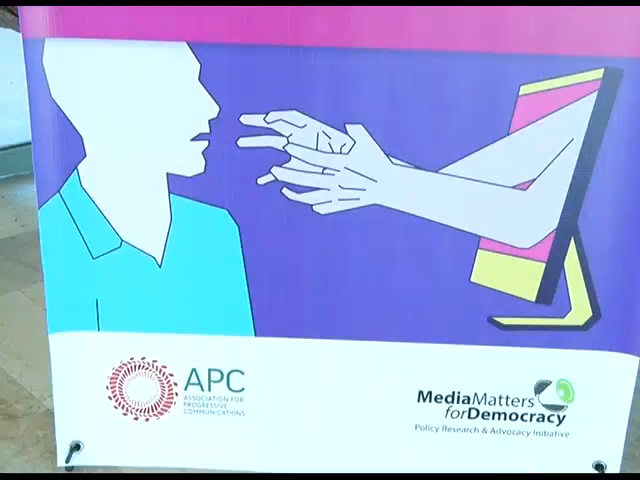 APC
ASSOCIATION FOR
PROGRESSIVE
COMMUNICATIONS
MediaMatters
forDemocracy
Policy Research & Advocacy Initiative